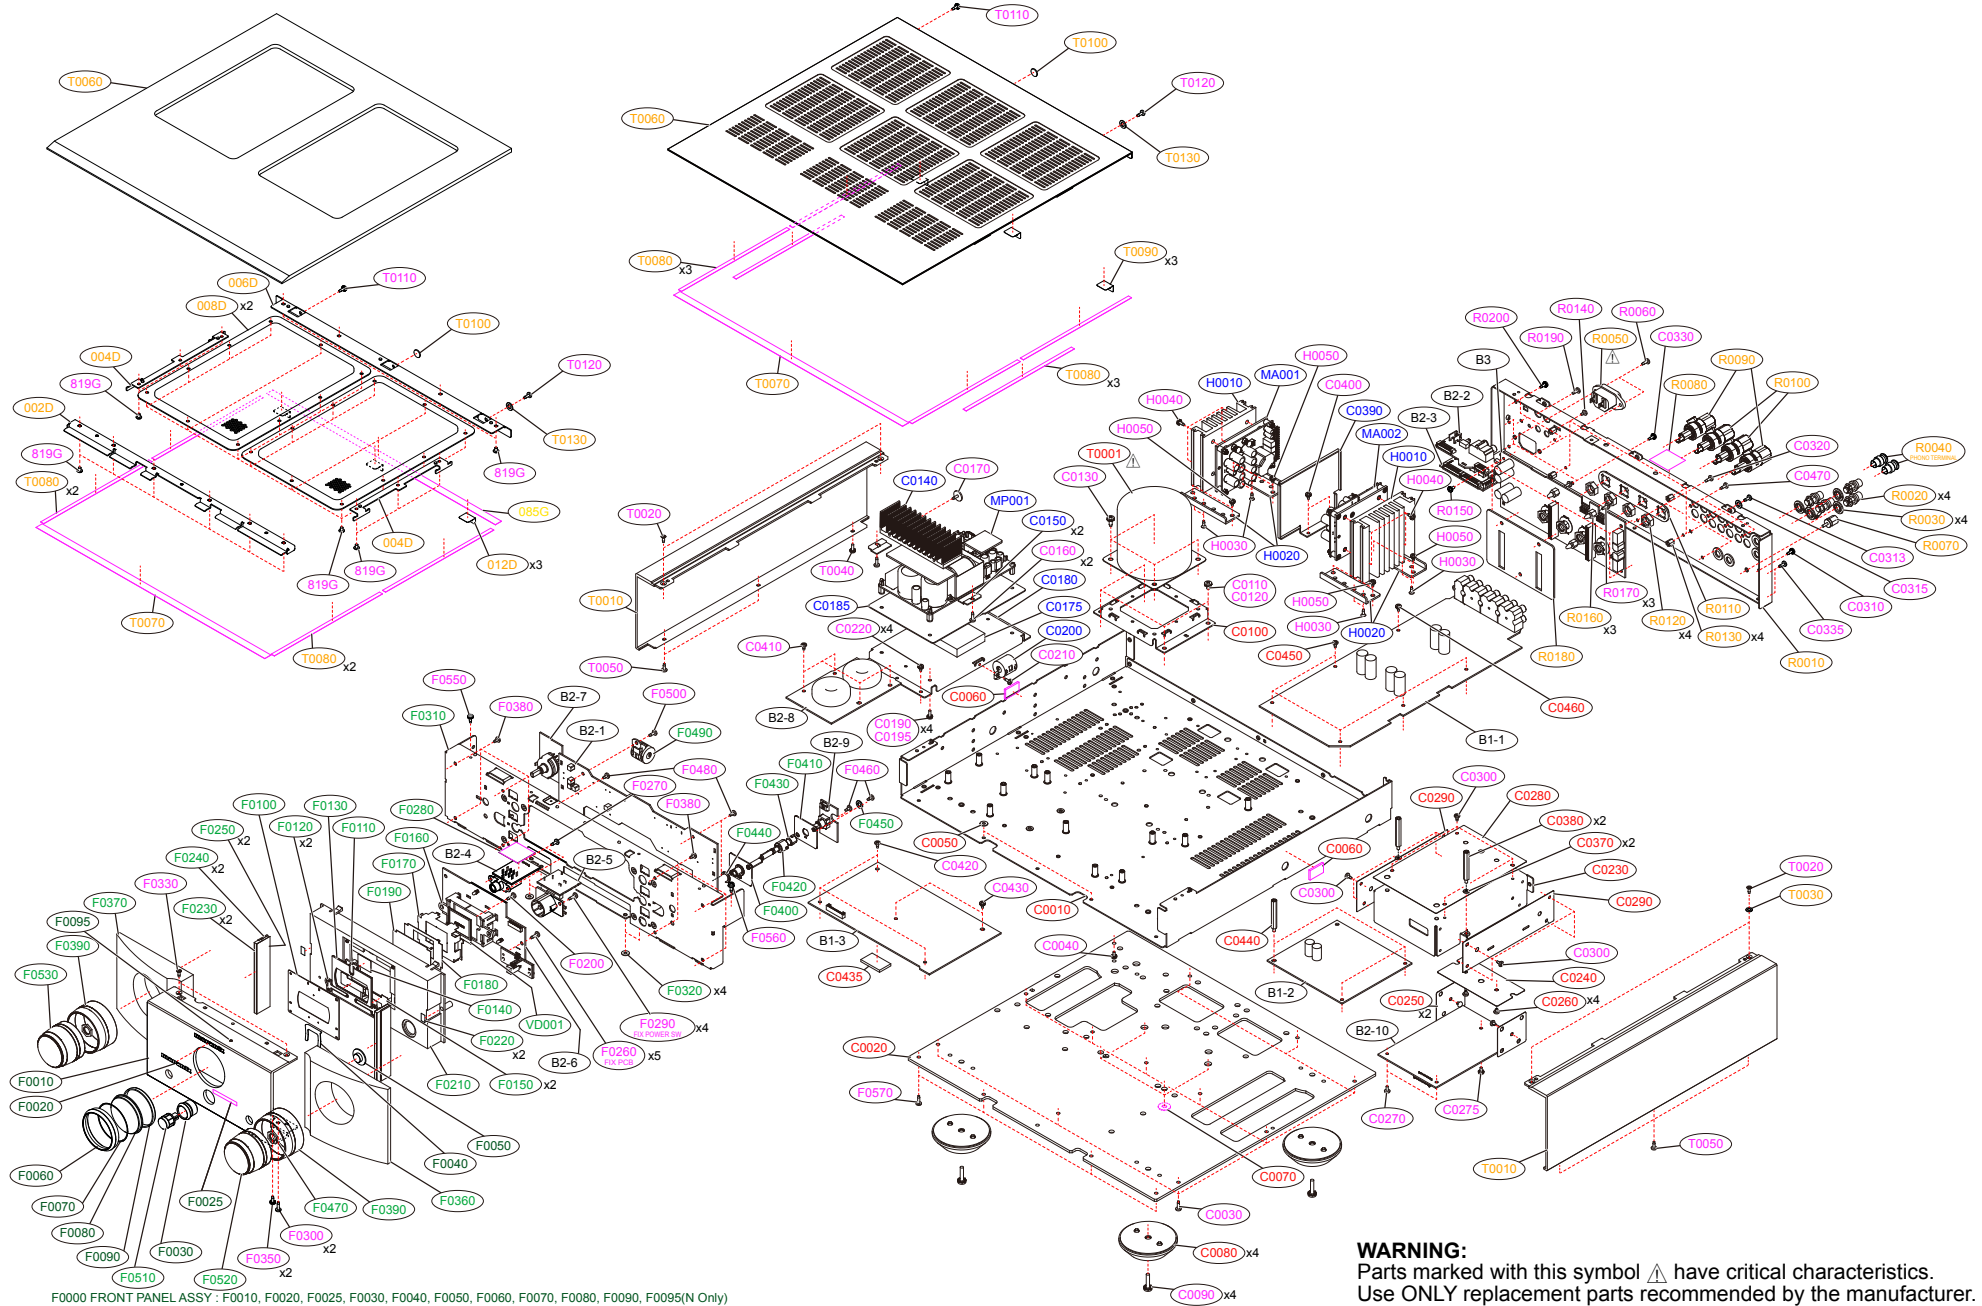 T0110
T0100
T0060
T0120
T0060
T0130
T0080 x3
T0090 x3
006D
T0110
008D x2
T0100
004D
T0120
819G
002D
T0130
819G
819G
T0080 x2
085G
004D
012D x3
819G
819G
T0070
T0080 x2
T0070
T0080 x3
R0140
R0060
R0200
R0190
R0050
C0330
R0090
B3
R0080
R0100
H0050
H0010
MA001
C0400
B2-2
H0040
C0390
B2-3
H0050
MA002
C0320
R0040
PHONO TERMINAL
T0001
H0010
C0470
C0130
H0040
R0020 x4
R0150
R0030 x4
R0070
C0170
C0140
MP001
T0020
C0150 x2
H0030
H0020
H0050
C0313
C0160 x2
H0030
C0315
T0040
C0180
C0110
C0120
R0170 x3
R0110
C0310
T0010
C0185
C0175
H0050
R0160 x3
R0120 x4
R0130 x4
C0335
C0220 x4
C0200
C0100
H0030
H0020
C0410
C0210
C0450
R0180
R0010
T0050
F0550
B2-7
F0500
C0060
F0380
B2-8
C0460
F0310
B2-1
F0490
C0190 x4
C0195
B1-1
B2-9
F0410
F0460
F0480
F0270
F0430
F0100
F0130
F0280
F0380
C0300
F0250 x2
F0120 x2
F0110
F0160
F0440
F0450
C0290
C0280
F0240 x2
B2-4
B2-5
C0050
C0060
C0380 x2
F0170
C0420
C0370 x2
F0330
F0190
F0420
C0230
T0020
F0370
F0230 x2
F0400
C0430
C0300
C0290
T0030
F0095
C0010
F0390
F0560
B1-3
C0440
F0530
F0200
C0040
C0300
F0180
C0435
C0240
F0320 x4
B1-2
F0140
C0250 x2
C0260 x4
VD001
F0290 x4
FIX POWER SW
F0220 x2
B2-10
B2-6
F0260 x5
FIX PCB
C0020
F0010
F0210
F0150 x2
F0020
F0570
C0270
C0275
F0050
T0050
F0040
F0060
T0010
C0070
F0070
F0025
F0360
F0080
F0470
F0390
C0030
F0090
F0030
F0300 x2
F0510
F0350 x2
F0520
C0080 x4
C0090 x4
WARNING:
Parts marked with this symbol ⚠ have critical characteristics.
Use ONLY replacement parts recommended by the manufacturer.
F0000 FRONT PANEL ASSY : F0010, F0020, F0025, F0030, F0040, F0050, F0060, F0070, F0080, F0090, F0095(N Only)